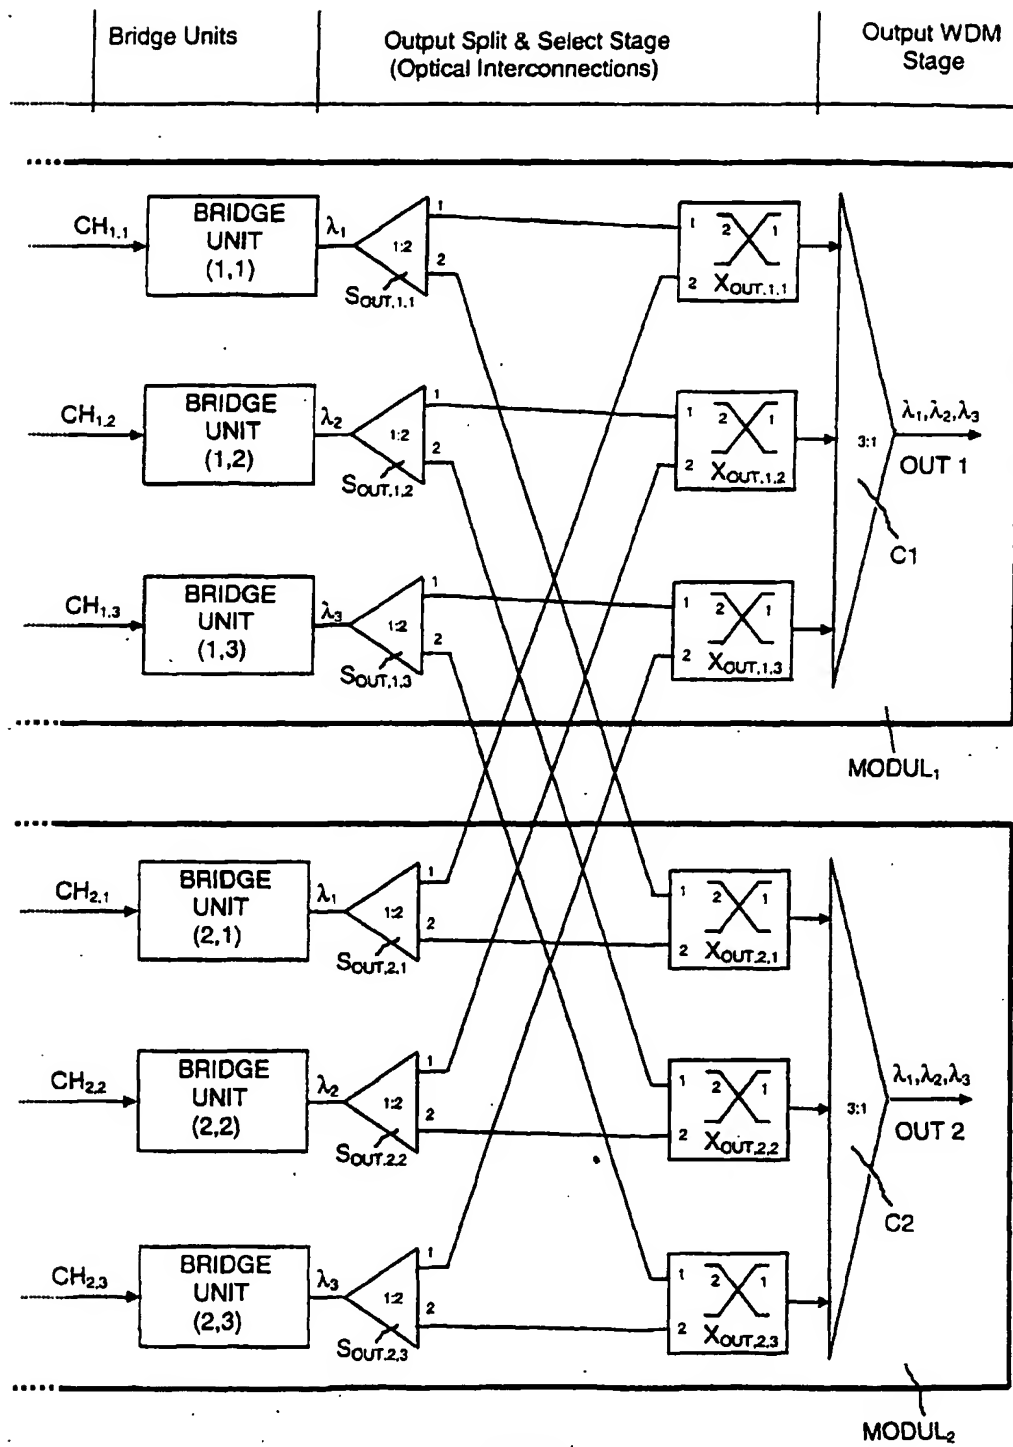 Bridge Units
Output Split & Select Stage
(Optical Interconnections)
Output WDM
Stage
CH1,1
BRIDGE
UNIT
(1,1)
λ1
1:2
1
2
SOUT,1,1
1
2
2
1
XOUT,1,1
CH1,2
BRIDGE
UNIT
(1,2)
λ2
1:2
1
2
SOUT,1,2
1
2
2
1
XOUT,1,2
3:1
λ1,λ2,λ3
OUT 1
C1
CH1,3
BRIDGE
UNIT
(1,3)
λ3
1:2
1
2
SOUT,1,3
1
2
2
1
XOUT,1,3
MODUL1
CH2,1
BRIDGE
UNIT
(2,1)
λ1
1:2
1
2
SOUT,2,1
1
2
2
1
XOUT,2,1
CH2,2
BRIDGE
UNIT
(2,2)
λ2
1:2
1
2
SOUT,2,2
1
2
2
1
XOUT,2,2
3:1
λ1,λ2,λ3
OUT 2
C2
CH2,3
BRIDGE
UNIT
(2,3)
λ3
1:2
1
2
SOUT,2,3
1
2
2
1
XOUT,2,3
MODUL2